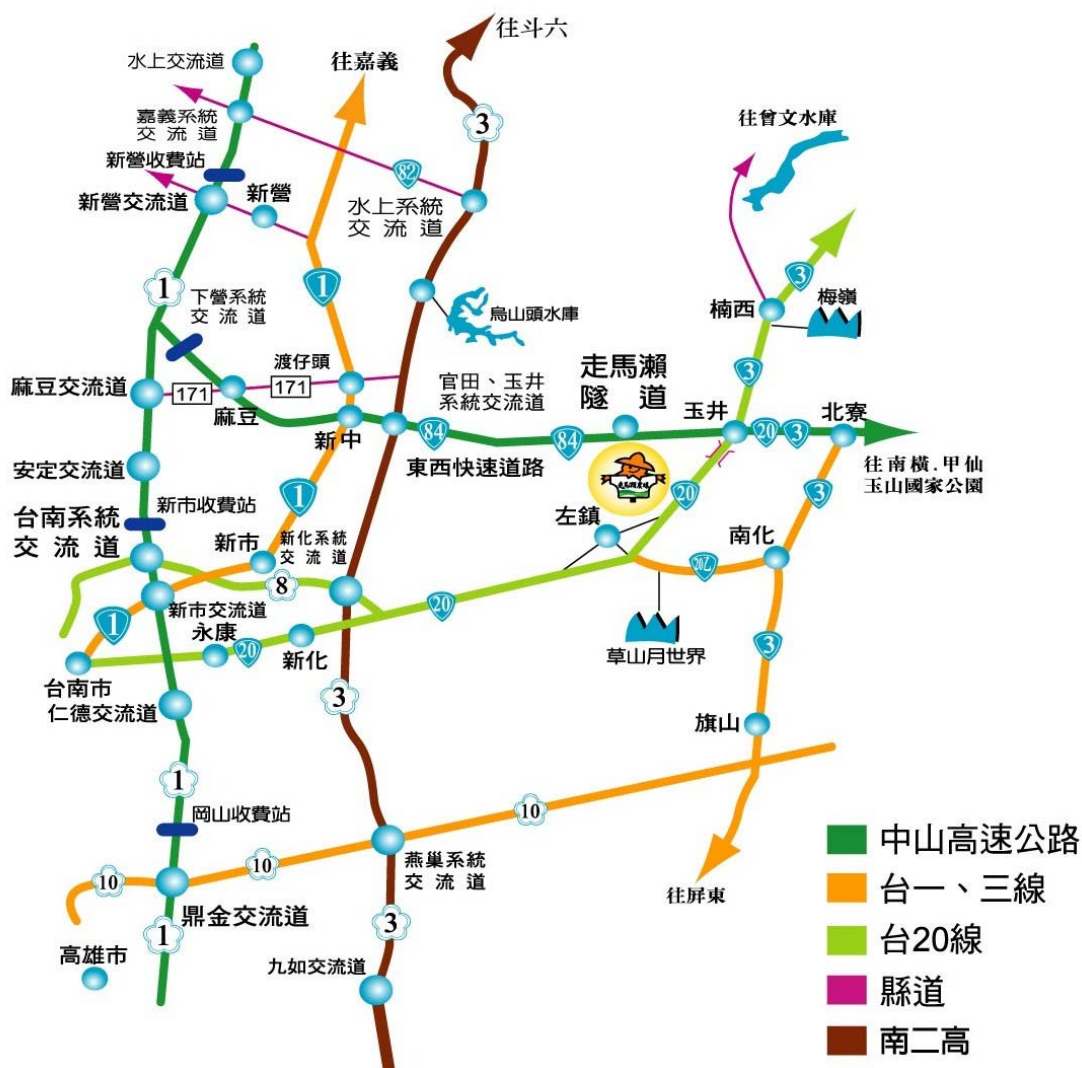 往斗六
水上交流道
往嘉義
3
嘉義系統
交流道
往曾文水庫
新營收費站
82
新營交流道
新營
水上系統
交流道
3
1
1
下營系統
交流道
楠西
梅嶺
烏山頭水庫
渡仔頭
走馬瀨
隧道
3
麻豆交流道
171
171
麻豆
官田、玉井
系統交流道
玉井
北寮
新中
84
84
20
3
東西快速道路
往南橫.甲仙
玉山國家公園
安定交流道
走馬瀨農場
新市收費站
1
20
3
台南系統
交流道
新市
新化系統
交流道
左鎮
南化
8
20L
新市交流道
1
20
永康
20
新化
草山月世界
3
台南市
仁德交流道
3
旗山
1
岡山收費站
10
中山高速公路
10
10
燕巢系統
交流道
台一、三線
往屏東
鼎金交流道
1
3
台20線
高雄市
九如交流道
縣道
南二高